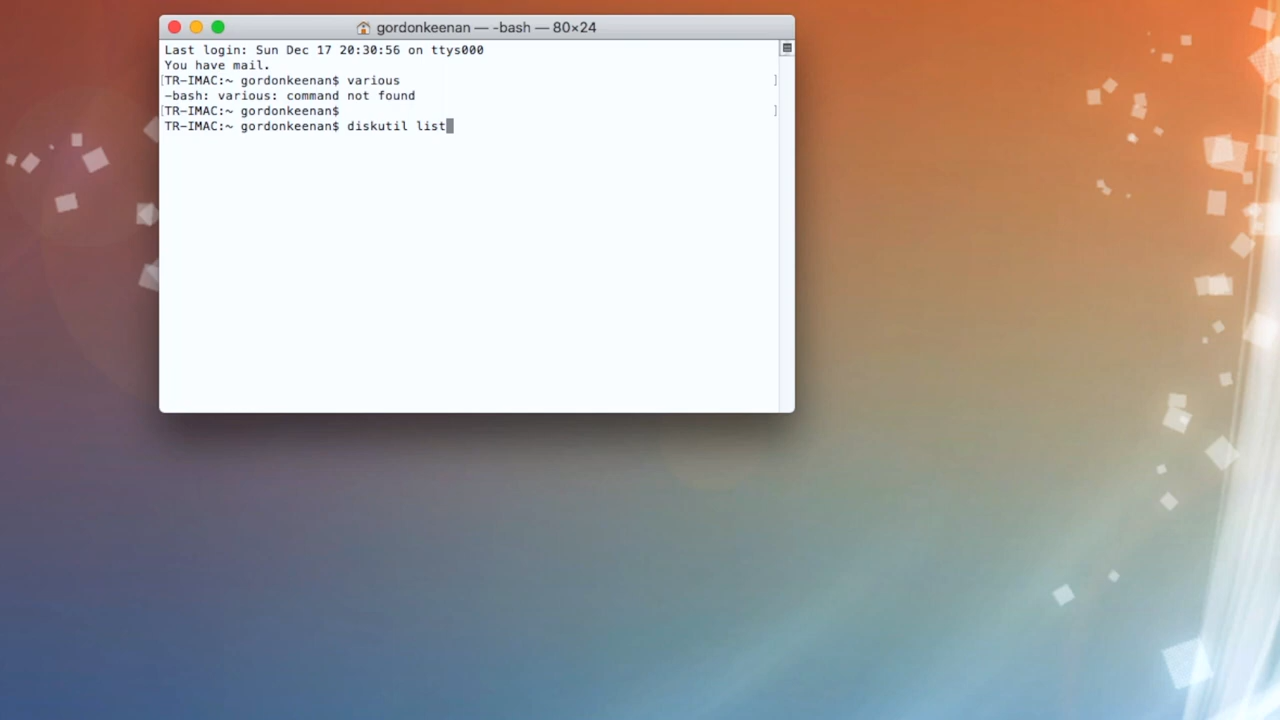 gordonkeenan — -bash — 80×24
Last login: Sun Dec 17 20:30:56 on ttys000
You have mail.
[TR-IMAC:~ gordonkeenan$ various ]
-bash: various: command not found
[TR-IMAC:~ gordonkeenan$ ]
TR-IMAC:~ gordonkeenan$ diskutil list